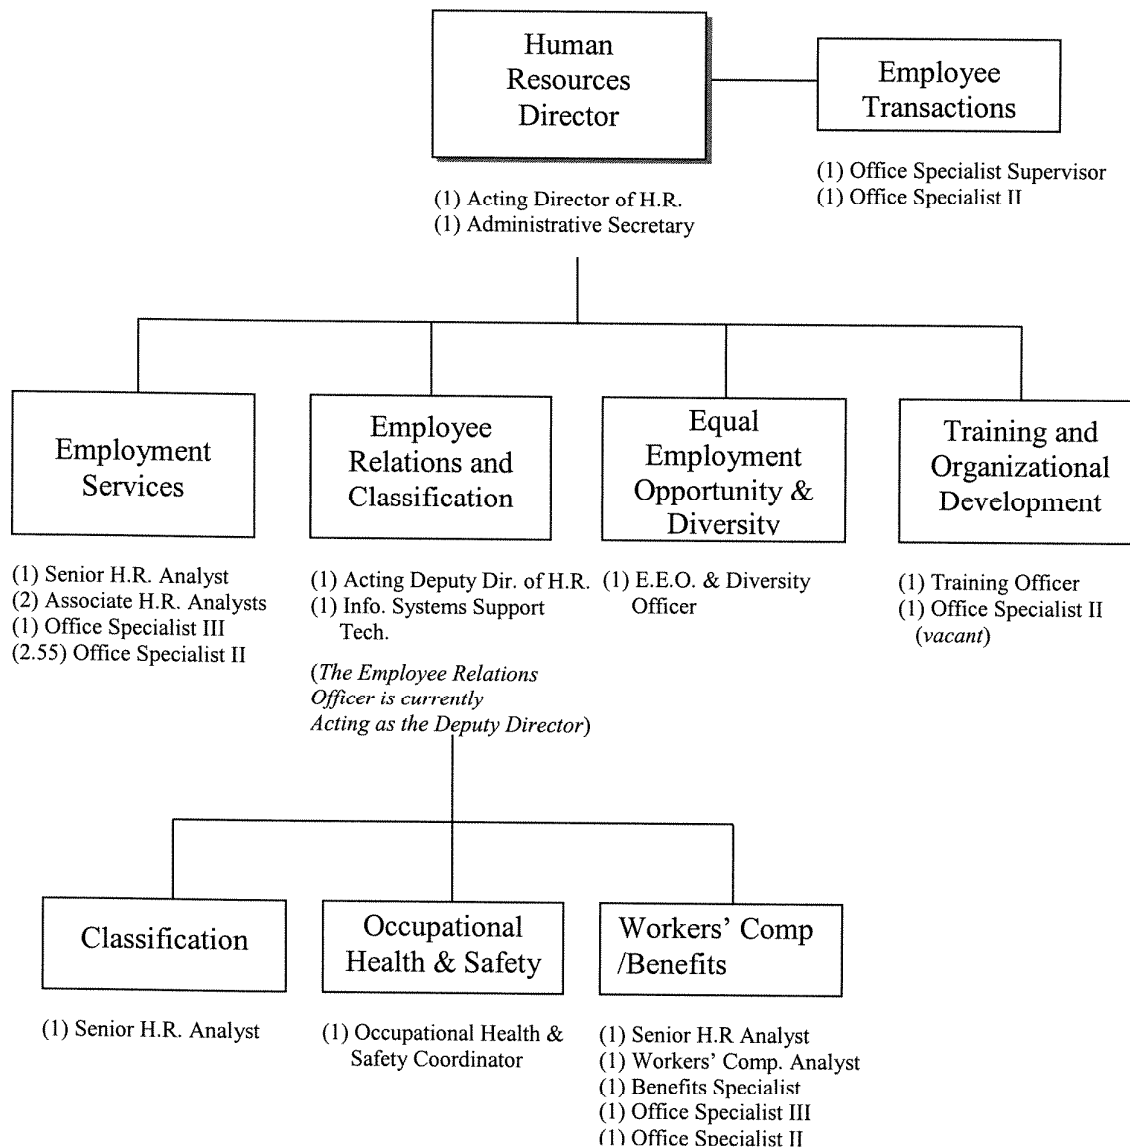 Human
Resources
Director
Employee
Transactions
(1) Acting Director of H.R.
(1) Administrative Secretary
(1) Office Specialist Supervisor
(1) Office Specialist II
Employment
Services
(1) Senior H.R. Analyst
(2) Associate H.R. Analysts
(1) Office Specialist III
(2.55) Office Specialist II
Employee
Relations and
Classification
(1) Acting Deputy Dir. of H.R.
(1) Info. Systems Support
Tech.
(The Employee Relations
Officer is currently
Acting as the Deputy Director)
Equal
Employment
Opportunity &
Diversity
(1) E.E.O. & Diversity
Officer
Training and
Organizational
Development
(1) Training Officer
(1) Office Specialist II
(vacant)
Classification
(1) Senior H.R. Analyst
Occupational
Health & Safety
(1) Occupational Health &
Safety Coordinator
Workers' Comp
/Benefits
(1) Senior H.R Analyst
(1) Workers' Comp. Analyst
(1) Benefits Specialist
(1) Office Specialist III
(1) Office Specialist II